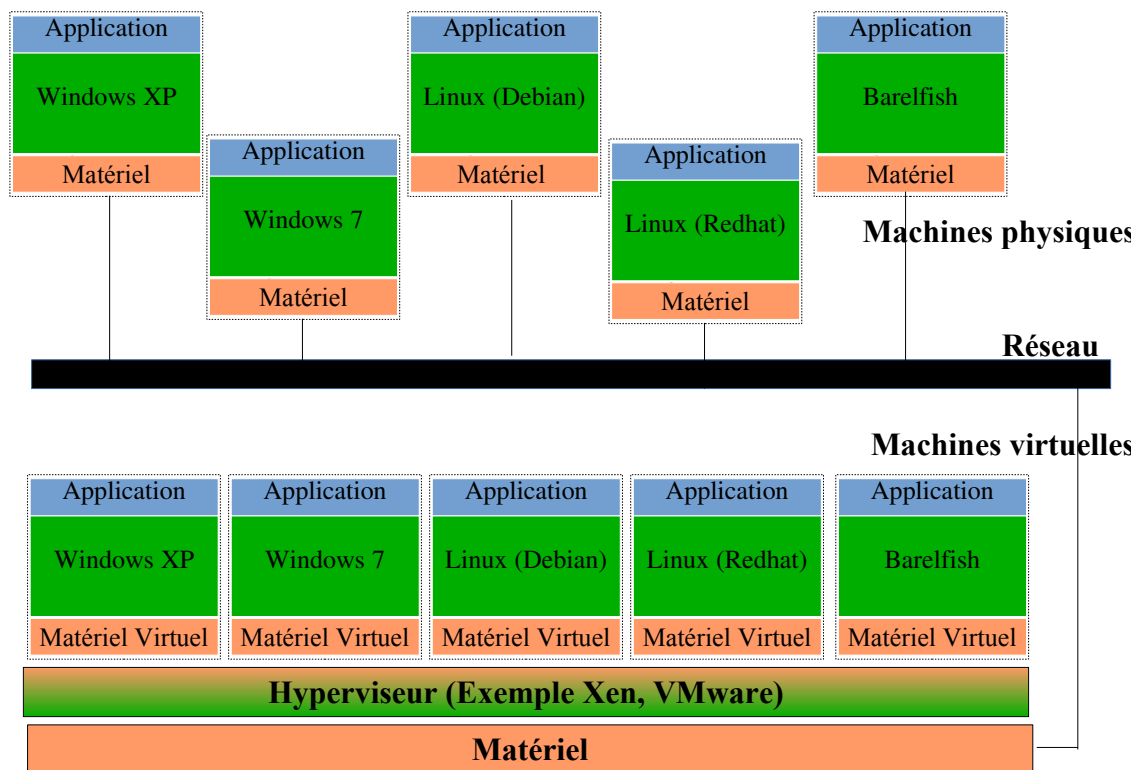 Application
Windows XP
Matériel
Application
Windows 7
Matériel
Application
Linux (Debian)
Matériel
Application
Linux (Redhat)
Matériel
Application
Barelfish
Matériel
Machines physiques
Réseau
Machines virtuelles
Application
Windows XP
Matériel Virtuel
Application
Windows 7
Matériel Virtuel
Application
Linux (Debian)
Matériel Virtuel
Application
Linux (Redhat)
Matériel Virtuel
Application
Barelfish
Matériel Virtuel
Hyperviseur (Exemple Xen, VMware)
Matériel